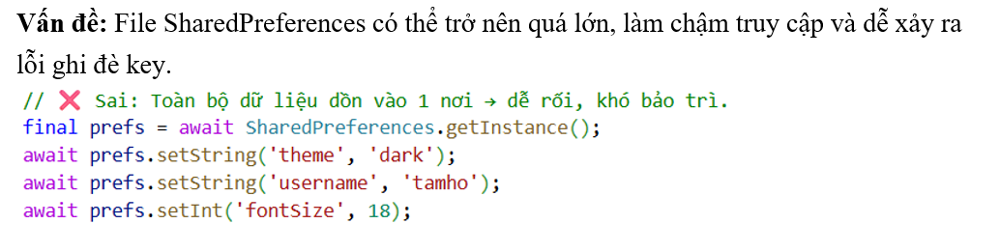 Vấn đề: File SharedPreferences có thể trở nên quá lớn, làm chậm truy cập và dễ xảy ra
lỗi ghi đè key.
// ❌ Sai: Toàn bộ dữ liệu dồn vào 1 nơi → dễ rối, khó bảo trì.
final prefs = await SharedPreferences.getInstance();
await prefs.setString('theme', 'dark');
await prefs.setString('username', 'tamho');
await prefs.setInt('fontSize', 18);